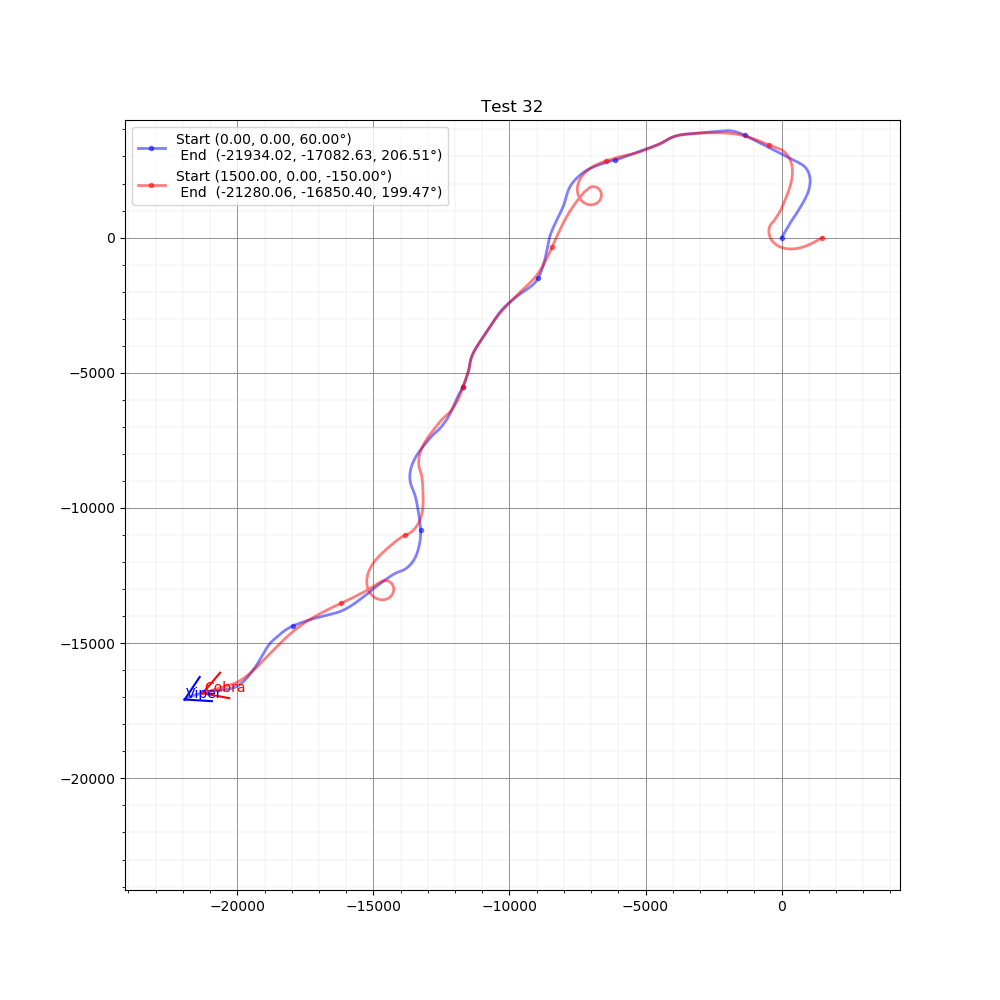 Test 32
Start (0.00, 0.00, 60.00°)
End (-21934.02, -17082.63, 206.51°)
Start (1500.00, 0.00, -150.00°)
End (-21280.06, -16850.40, 199.47°)
0
−5000
−10000
−15000
−20000
Viper
Cobra
−20000 −15000 −10000 −5000 0